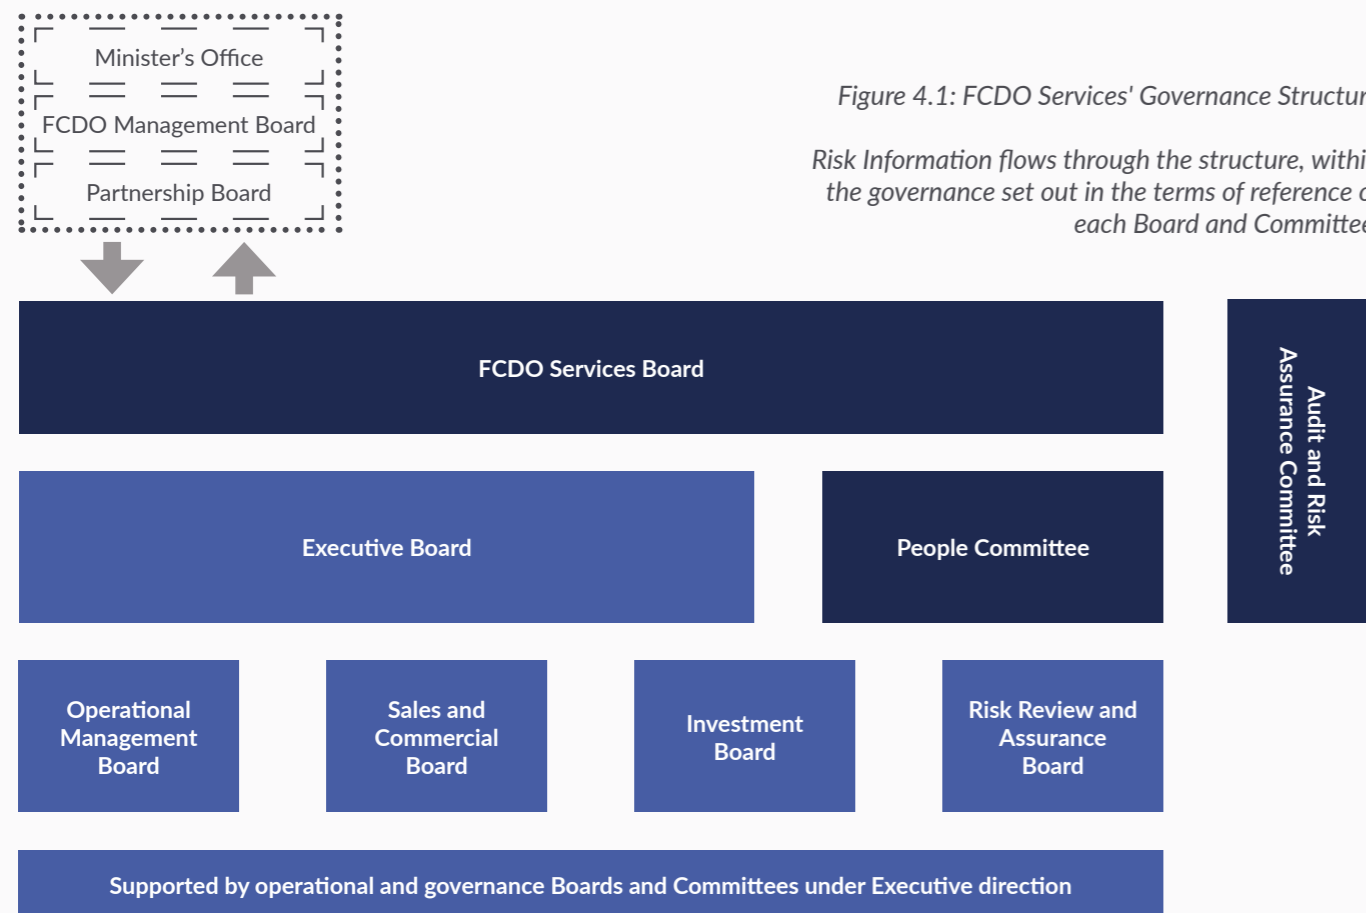 Minister’s Office
FCDO Management Board
Partnership Board
Figure 4.1: FCDO Services' Governance
Risk Information flows through the structure,
the governance set out in the terms of reference
each Board and
FCDO Services Board
Audit and Risk
Assurance Committee
Executive Board
People Committee
Operational
Management
Board
Sales and
Commercial
Board
Investment
Board
Risk Review and
Assurance
Board
Supported by operational and governance Boards and Committees under Executive direction